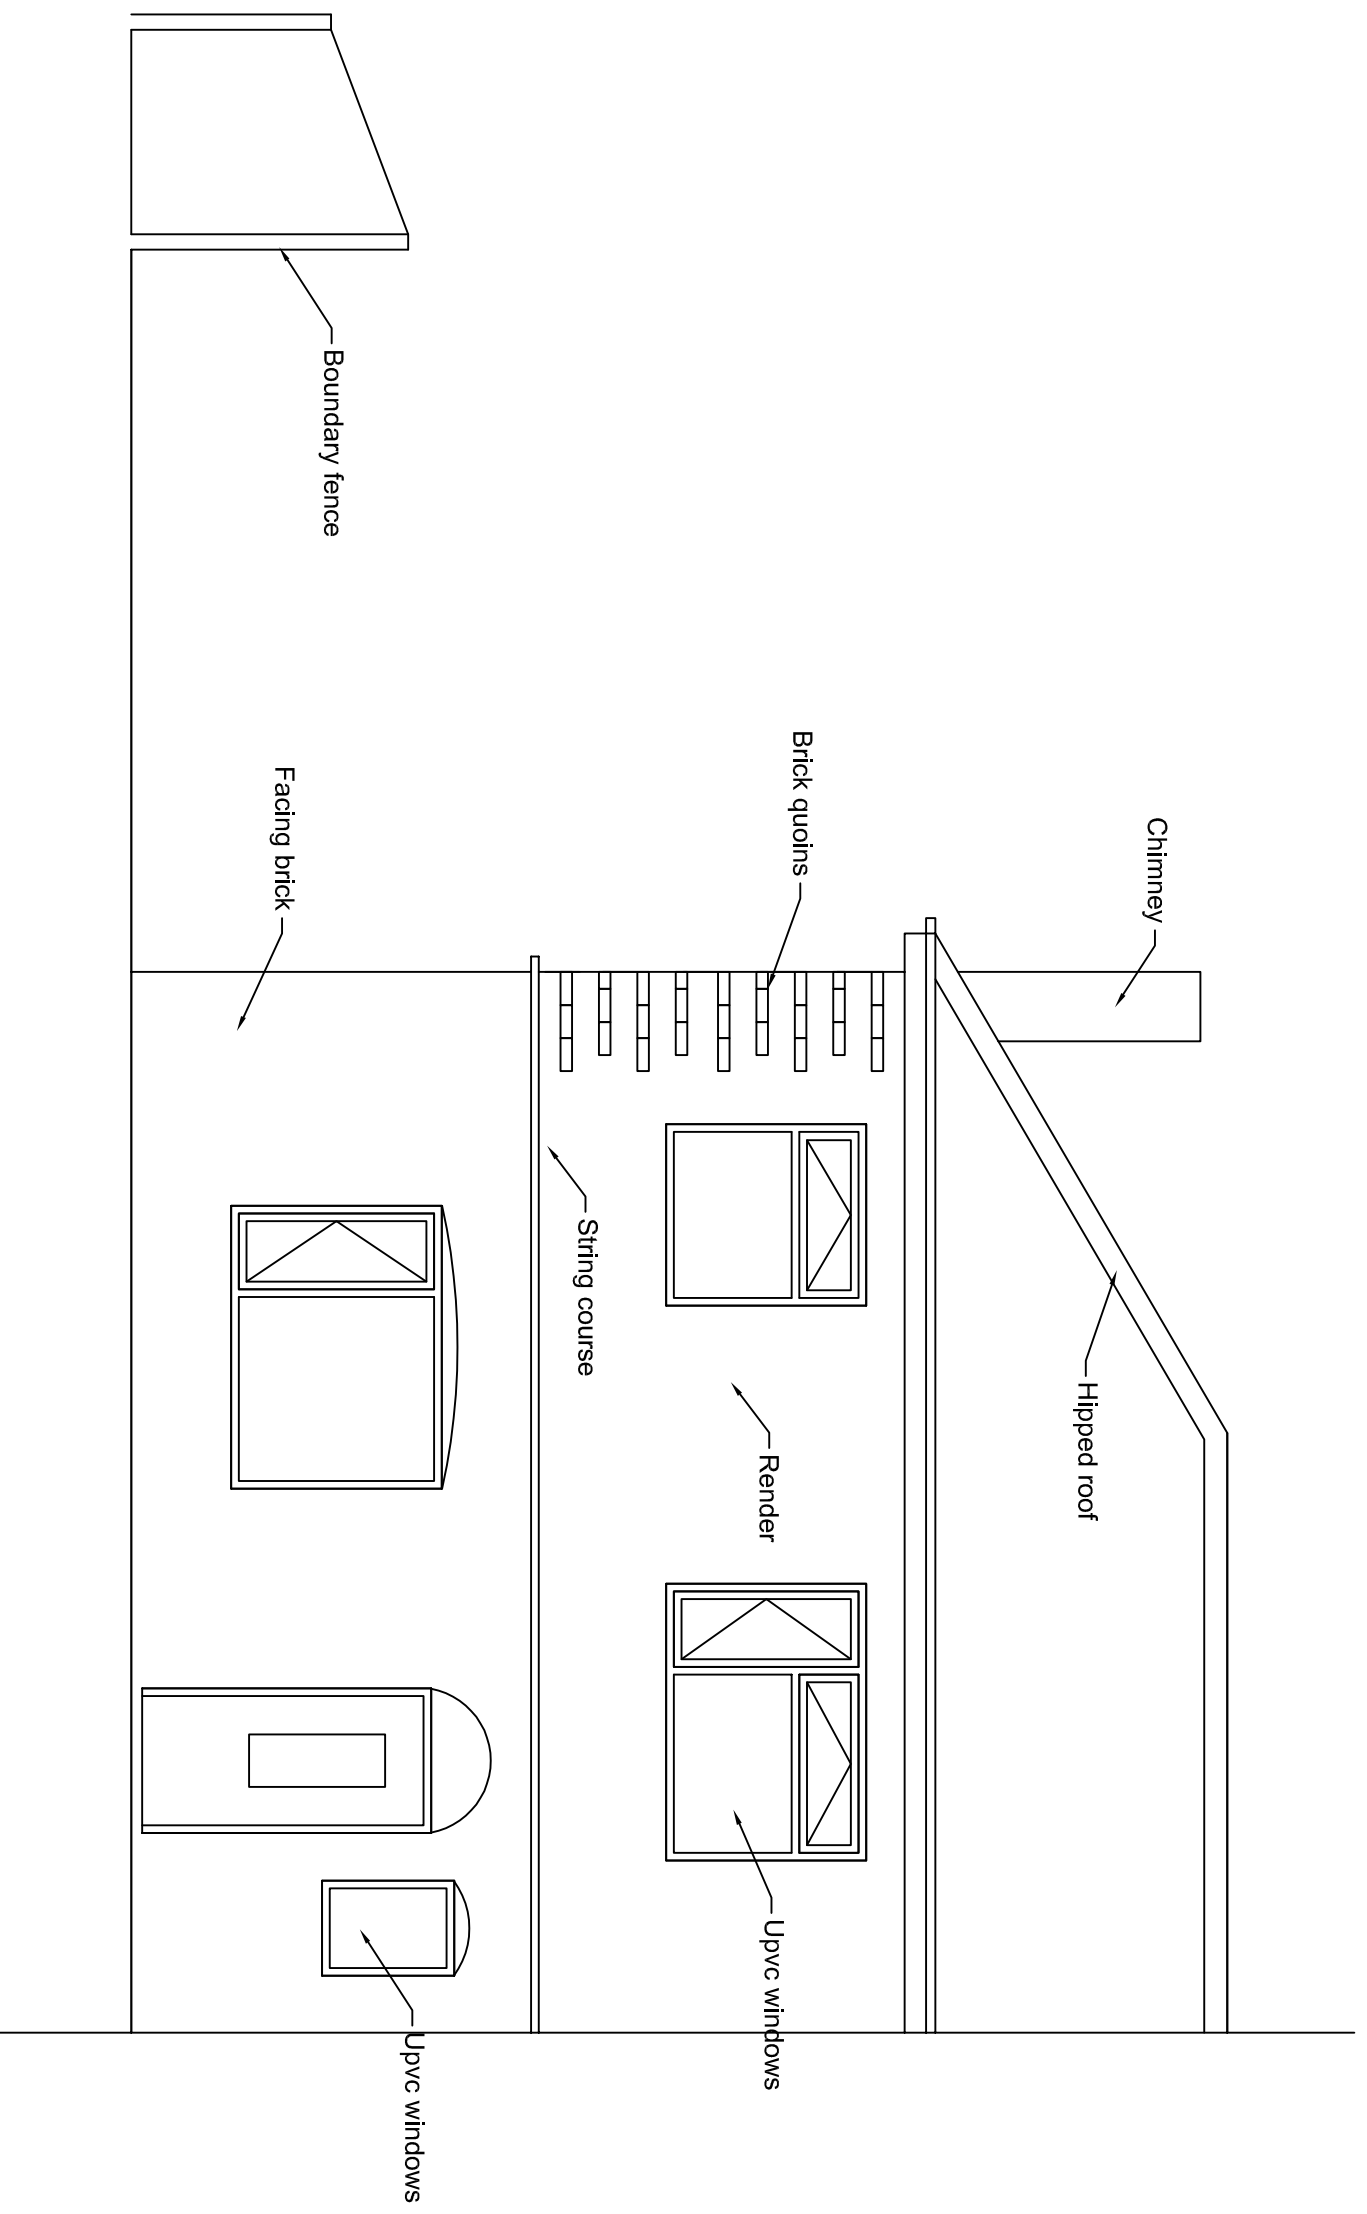 Chimney
Hipped roof
Brick quoins
Render
Upvc windows
String course
Boundary fence
Facing brick
Upvc windows